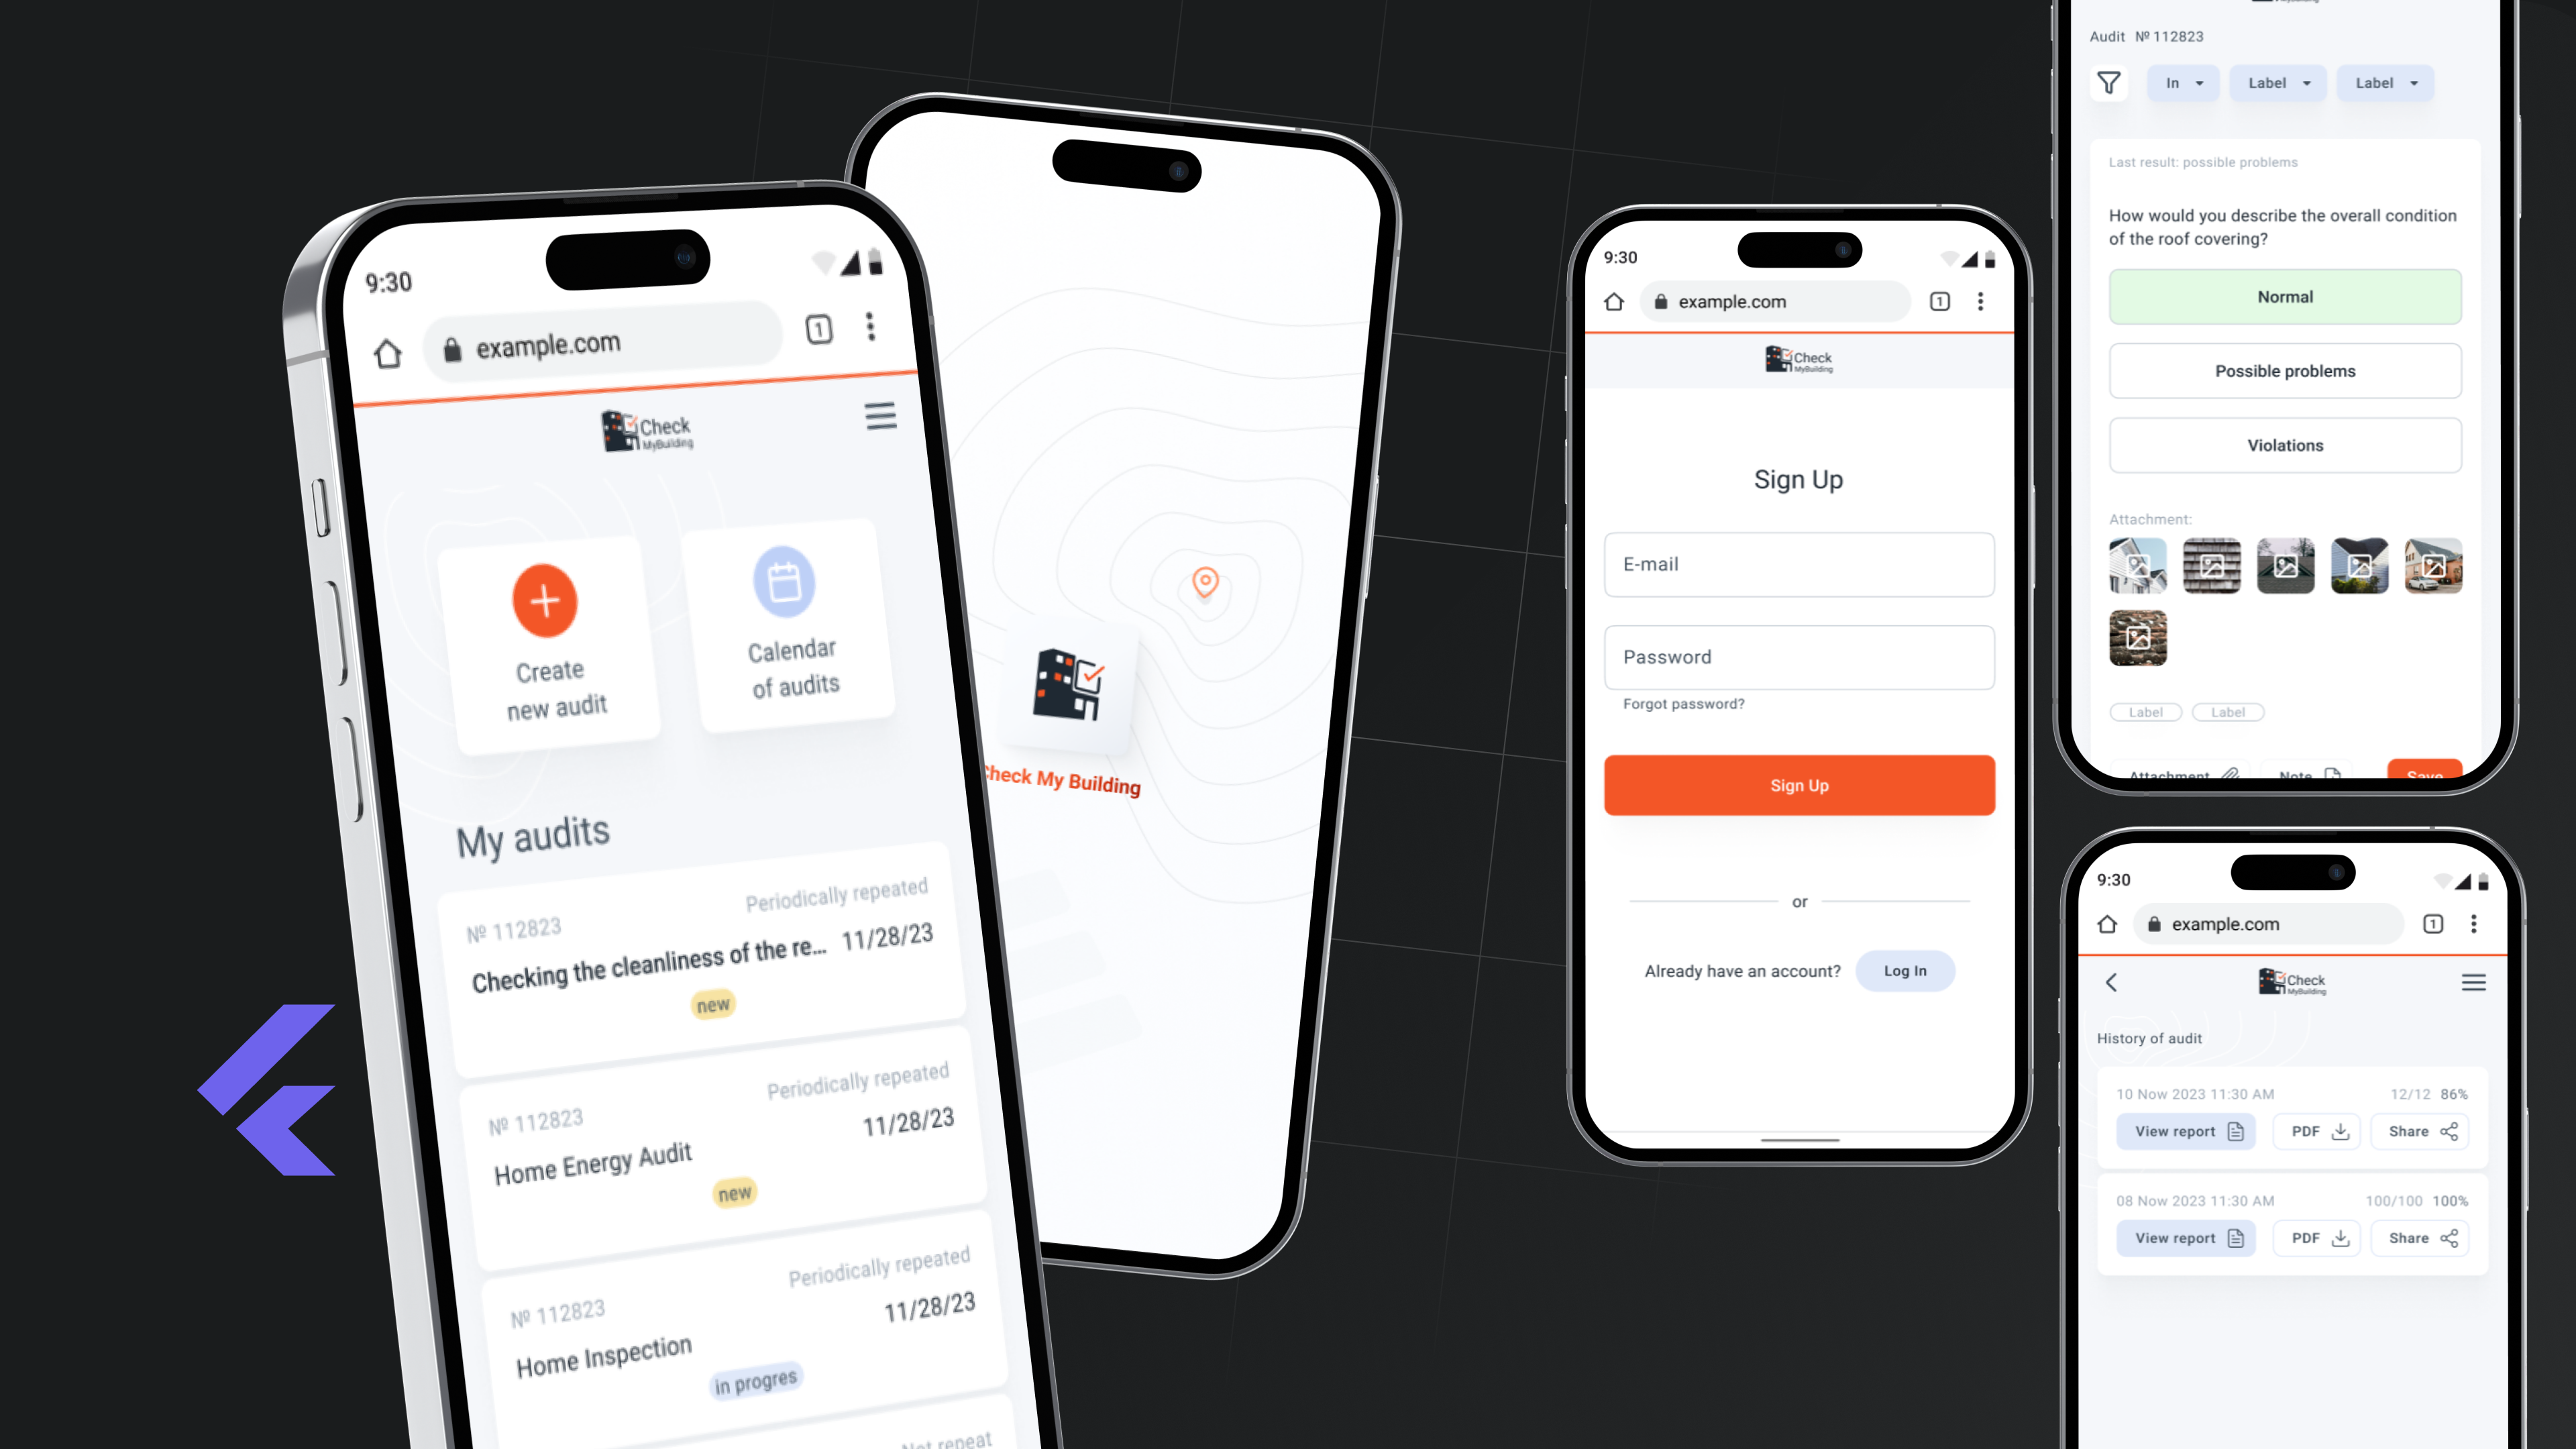 9:30
example.com
1
Check
MyBuilding
Create
new audit
Calendar
of audits
My audits
Nº 112823
Periodically repeated
Checking the cleanliness of the re...
11/28/23
new
Nº 112823
Periodically repeated
Home Energy Audit
11/28/23
new
Nº 112823
Periodically repeated
Home Inspection
11/28/23
in progres
Not repeat
Check My Building
9:30
example.com
1
Check
MyBuilding
Sign Up
E-mail
Password
Forgot password?
Sign Up
or
Already have an account?
Log In
Audit Nº 112823
In
Label
Label
Last result: possible problems
How would you describe the overall condition
of the roof covering?
Normal
Possible problems
Violations
Attachment:
Label
Label
Attachment
Note
Save
9:30
example.com
1
Check
MyBuilding
History of audit
10 Now 2023 11:30 AM
12/12 86%
View report
PDF
Share
08 Now 2023 11:30 AM
100/100 100%
View report
PDF
Share